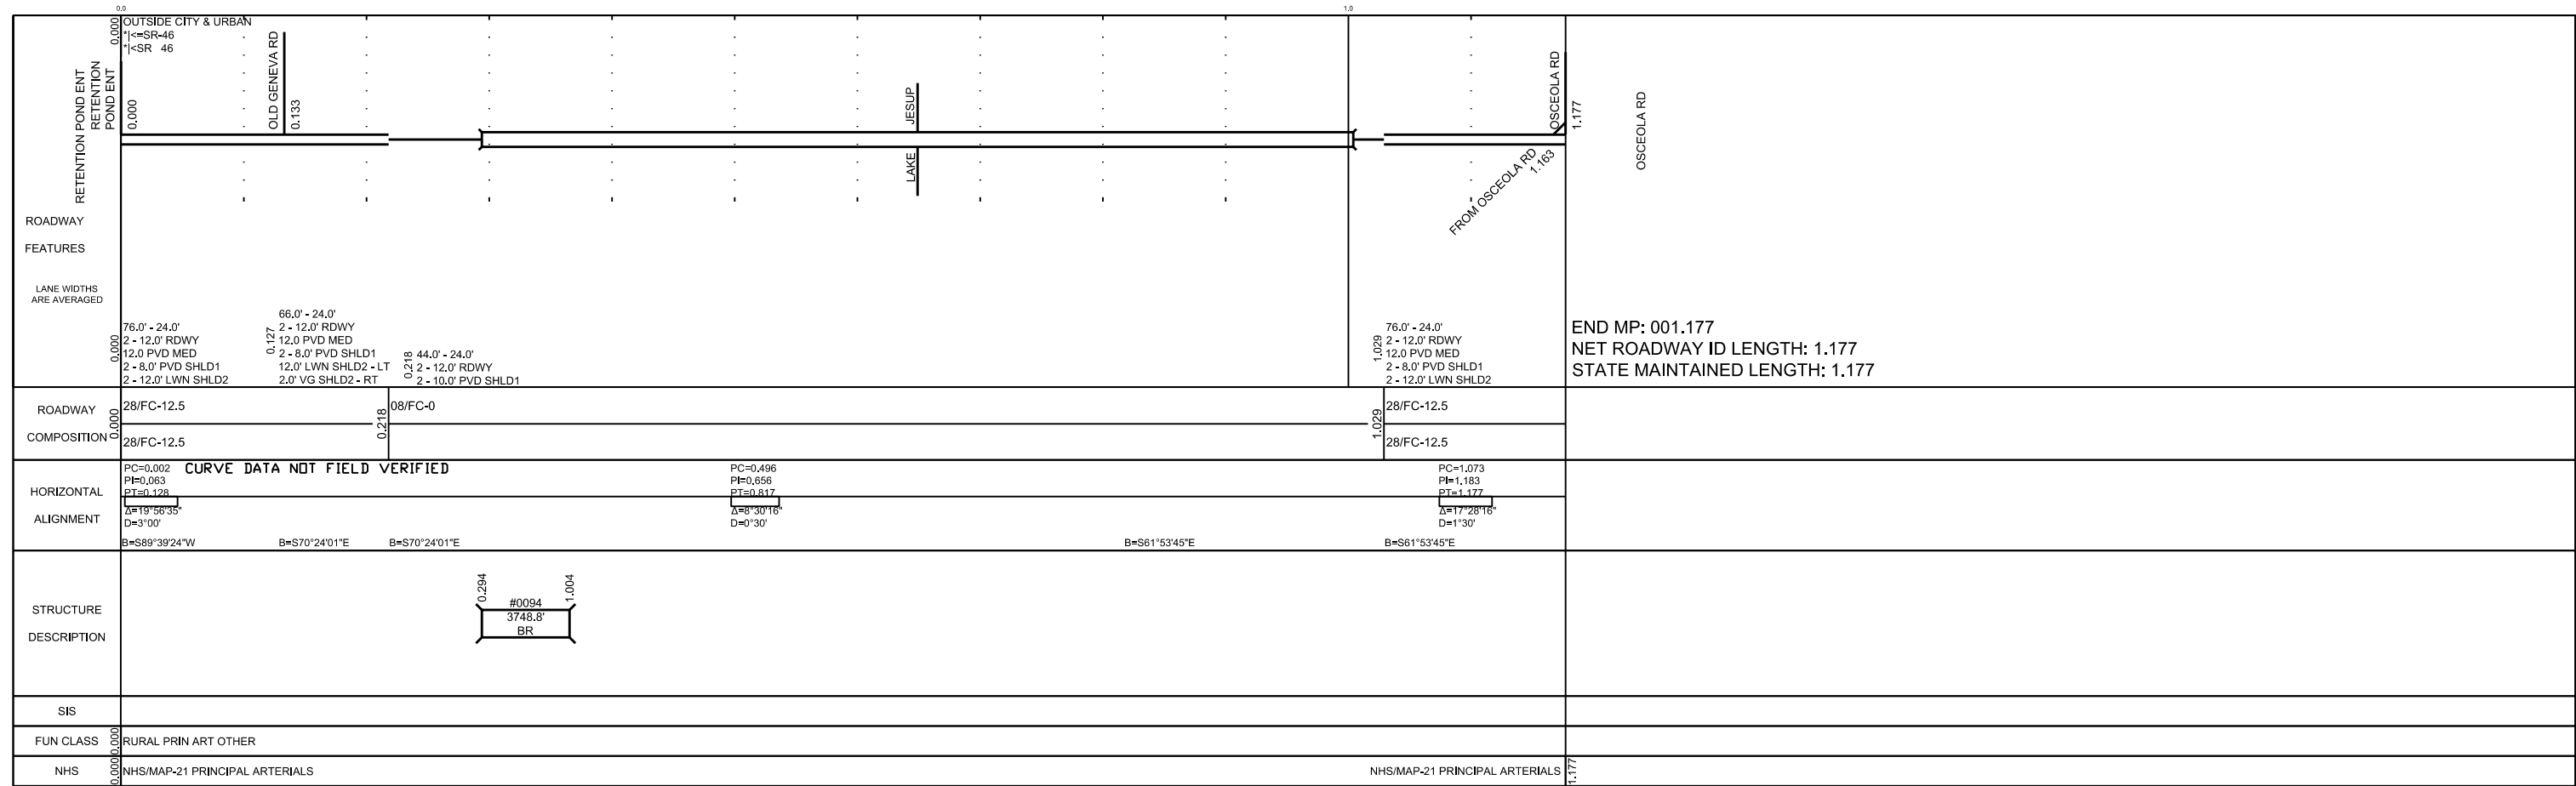 0.0
1.0
0.000
OUTSIDE CITY & URBAN
*|<=SR-46
*|<SR 46
RETENTION POND ENT
RETENTION
POND ENT
0.000
OLD GENEVA RD
0.133
JESUP
LAKE
OSCEOLA RD
1.177
FROM OSCEOLA RD
1.163
OSCEOLA RD
ROADWAY
FEATURES
LANE WIDTHS
ARE AVERAGED
0.000
76.0' - 24.0'
2 - 12.0' RDWY
12.0 PVD MED
2 - 8.0' PVD SHLD1
2 - 12.0' LWN SHLD2
0.127
66.0' - 24.0'
2 - 12.0' RDWY
12.0 PVD MED
2 - 8.0' PVD SHLD1
12.0' LWN SHLD2 - LT
2.0' VG SHLD2 - RT
0.218
44.0' - 24.0'
2 - 12.0' RDWY
2 - 10.0' PVD SHLD1
1.029
76.0' - 24.0'
2 - 12.0' RDWY
12.0 PVD MED
2 - 8.0' PVD SHLD1
2 - 12.0' LWN SHLD2
END MP: 001.177
NET ROADWAY ID LENGTH: 1.177
STATE MAINTAINED LENGTH: 1.177
ROADWAY
COMPOSITION
0.000
28/FC-12.5
28/FC-12.5
0.218
08/FC-0
1.029
28/FC-12.5
28/FC-12.5
HORIZONTAL
ALIGNMENT
PC=0.002
PI=0.063
PT=0.128
CURVE DATA NOT FIELD VERIFIED
Δ=19°56'35"
D=3°00'
PC=0.496
PI=0.656
PT=0.817
Δ=8°30'16"
D=0°30'
PC=1.073
PI=1.183
PT=1.177
Δ=17°28'16"
D=1°30'
B=S89°39'24"W
B=S70°24'01"E
B=S70°24'01"E
B=S61°53'45"E
B=S61°53'45"E
STRUCTURE
DESCRIPTION
0.294
1.004
#0094
3748.8'
BR
SIS
FUN CLASS
0.000
RURAL PRIN ART OTHER
NHS
0.000
NHS/MAP-21 PRINCIPAL ARTERIALS
NHS/MAP-21 PRINCIPAL ARTERIALS
1.177